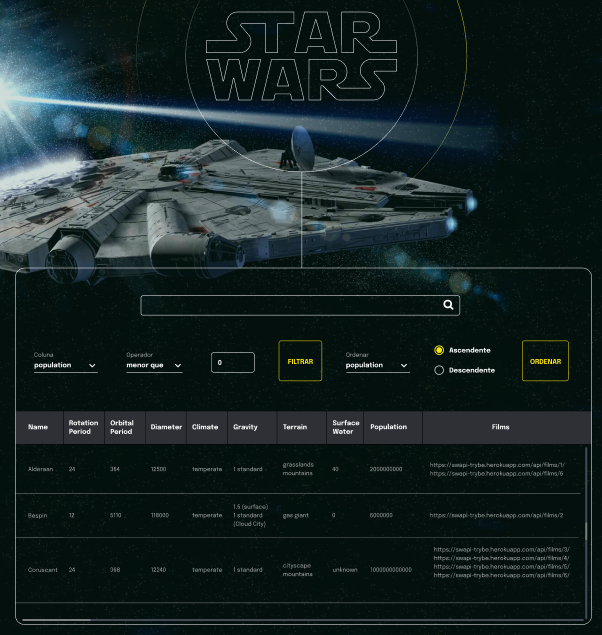 STAR
WARS
Coluna
population
Operador
menor que
0
FILTRAR
Ordenar
population
Ascendente
Descendente
ORDENAR
Name Rotation Period Orbital Period Diameter Climate Gravity Terrain Surface Water Population Films
Alderaan 24 364 12500 temperate 1 standard grasslands mountains 40 2000000000 https://swapi-trybe.herokuapp.com/api/films/1/
https://swapi-trybe.herokuapp.com/api/films/6
Bespin 12 5110 118000 temperate 1.5 (surface) 1 standard (Cloud City) gas giant 0 6000000 https://swapi-trybe.herokuapp.com/api/films/2
Coruscant 24 368 12240 temperate 1 standard cityscape mountains unknown 1000000000000 https://swapi-trybe.herokuapp.com/api/films/3/
https://swapi-trybe.herokuapp.com/api/films/4/
https://swapi-trybe.herokuapp.com/api/films/5/
https://swapi-trybe.herokuapp.com/api/films/6/